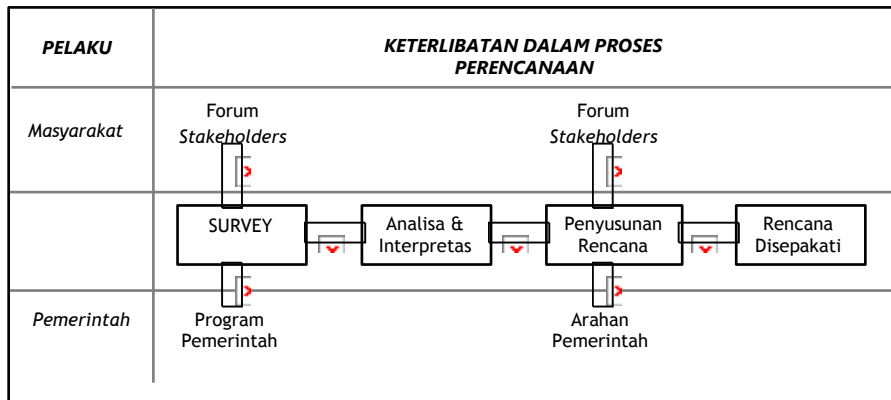 PELAKU
KETERLIBATAN DALAM PROSES
PERENCANAAN
Masyarakat
Forum
Stakeholders
Forum
Stakeholders
SURVEY
Analisa &
Interpretas
Penyusunan
Rencana
Rencana
Disepakati
Pemerintah
Program
Pemerintah
Arahan
Pemerintah